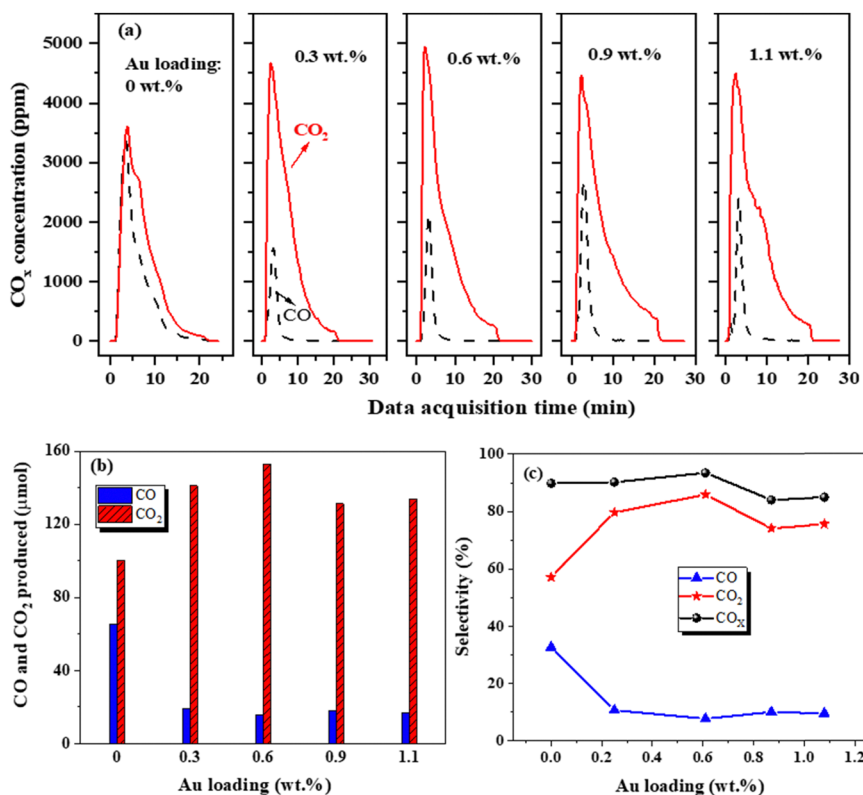 (a)
Au loading:
0 wt.%
0.3 wt.%
0.6 wt.%
0.9 wt.%
1.1 wt.%
CO₂
CO
COₓ concentration (ppm)
5000
4000
3000
2000
1000
0
0 10 20
0 10 20 30
0 10 20 30
0 10 20 30
0 10 20 30
Data acquisition time (min)
(b)
CO
CO₂
CO and CO₂ produced (μmol)
160
120
80
40
0
0 0.3 0.6 0.9 1.1
Au loading (wt.%)
(c)
CO
CO₂
COX
Selectivity (%)
100
80
60
40
20
0
0.0 0.2 0.4 0.6 0.8 1.0 1.2
Au loading (wt.%)